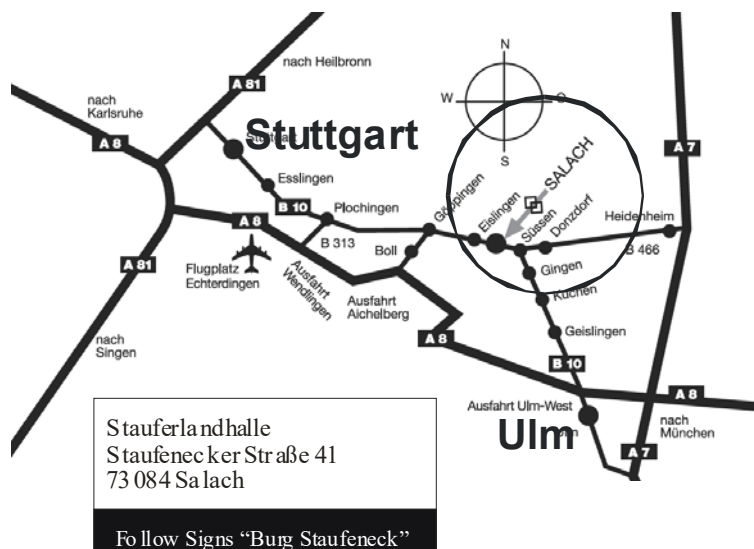 N
nach Heilbronn
A 81
nach
Karlsruhe
W
O
A 8
Stuttgart
Stuttgart
S
SALACH
A 7
Esslingen
Göppingen
Eislingen
B 10
Plochingen
Süssen
Donzdorf
Heidenheim
A 8
B 313
Boll
B 466
A 81
Flugplatz
Echterdingen
Ausfahrt
Wendlingen
Gingen
Kuchen
Ausfahrt
Aichelberg
nach
Singen
A 8
Geislingen
B 10
A 8
Ausfahrt Ulm-West
Ulm
nach
München
A 7
Stauferlandhalle
Staufenecker Straße 41
73084 Salach
Follow Signs “Burg Staufeneck”